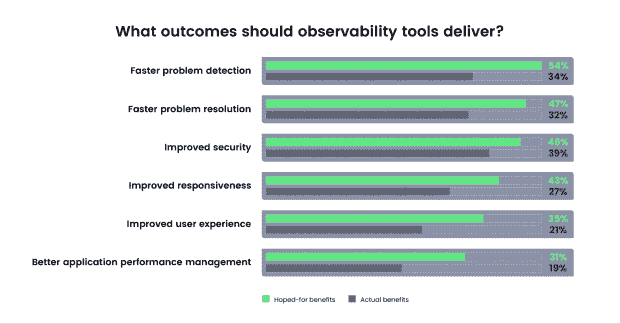 What outcomes should observability tools deliver?
Faster problem detection
54%
34%
Faster problem resolution
47%
32%
Improved security
46%
39%
Improved responsiveness
43%
27%
Improved user experience
35%
21%
Better application performance management
31%
19%
Hoped-for benefits
Actual benefits